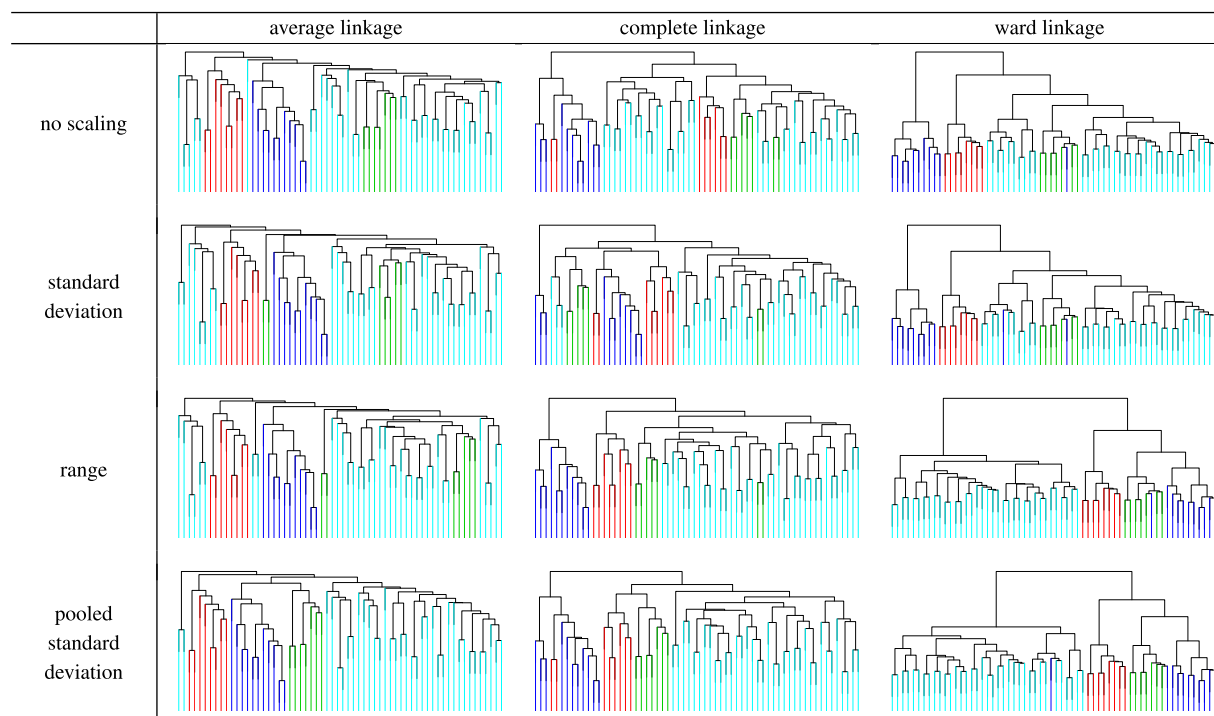 average linkage complete linkage ward linkage
no scaling
standard
deviation
range
pooled
standard
deviation